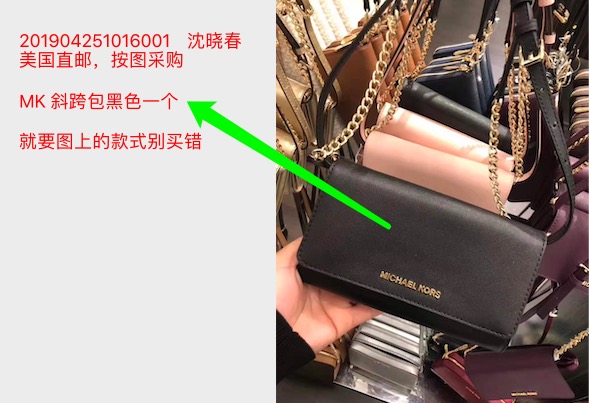 201904251016001 沈晓春
美国直邮，按图采购
MK 斜跨包黑色一个
就要图上的款式别买错
MICHAEL KORS